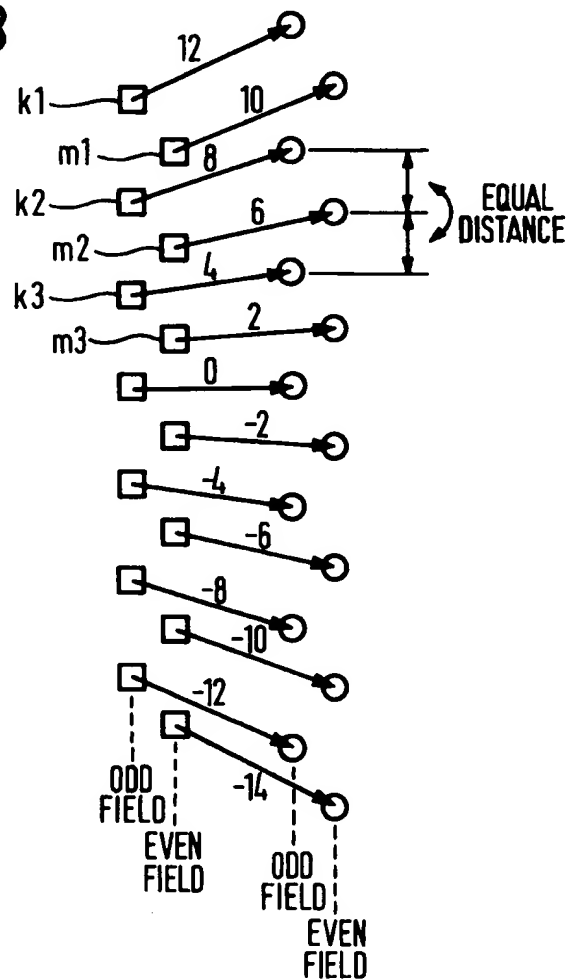 12
k1
10
m1
8
k2
6
EQUAL
DISTANCE
m2
4
k3
2
m3
0
-2
-4
-6
-8
-10
-12
-14
ODD
FIELD
EVEN
FIELD
ODD
FIELD
EVEN
FIELD